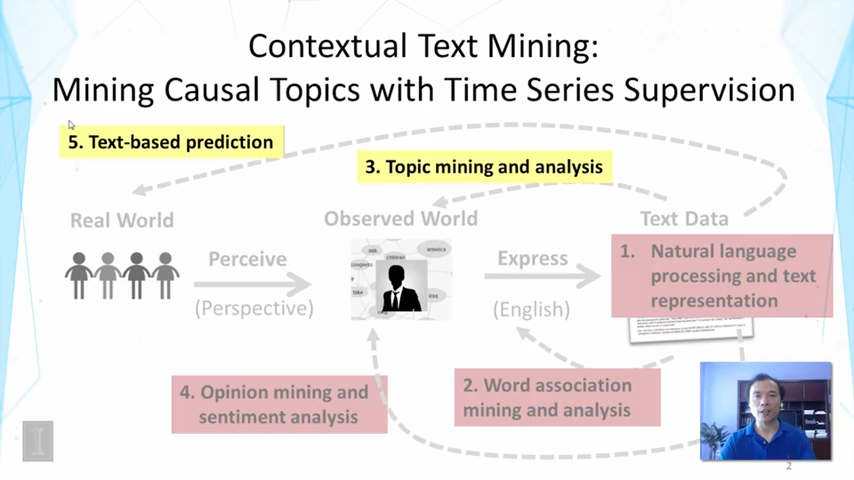 Contextual Text Mining:
Mining Causal Topics with Time Series Supervision
5. Text-based prediction
3. Topic mining and analysis
Real World
Observed World
Text Data
Perceive
(Perspective)
Express
(English)
1. Natural language
processing and text
representation
4. Opinion mining and
sentiment analysis
2. Word association
mining and analysis
2